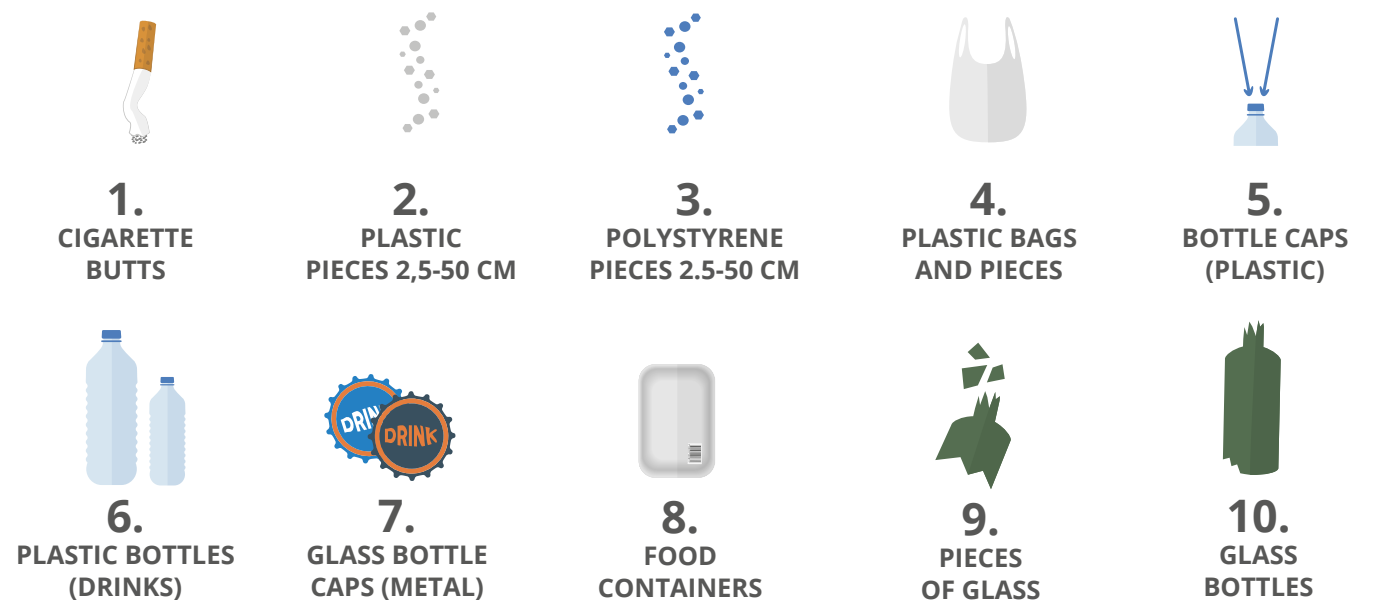 1.
CIGARETTE
BUTTS
2.
PLASTIC
PIECES 2,5-50 CM
3.
POLYSTYRENE
PIECES 2.5-50 CM
4.
PLASTIC BAGS
AND PIECES
5.
BOTTLE CAPS
(PLASTIC)
6.
PLASTIC BOTTLES
(DRINKS)
DRIN
DRINK
7.
GLASS BOTTLE
CAPS (METAL)
8.
FOOD
CONTAINERS
9.
PIECES
OF GLASS
10.
GLASS
BOTTLES